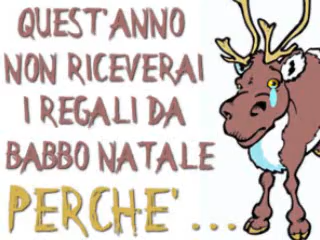 QUEST'ANNO
NON RICEVERAI
I REGALI DA
BABBO NATALE
PERCHE' ...